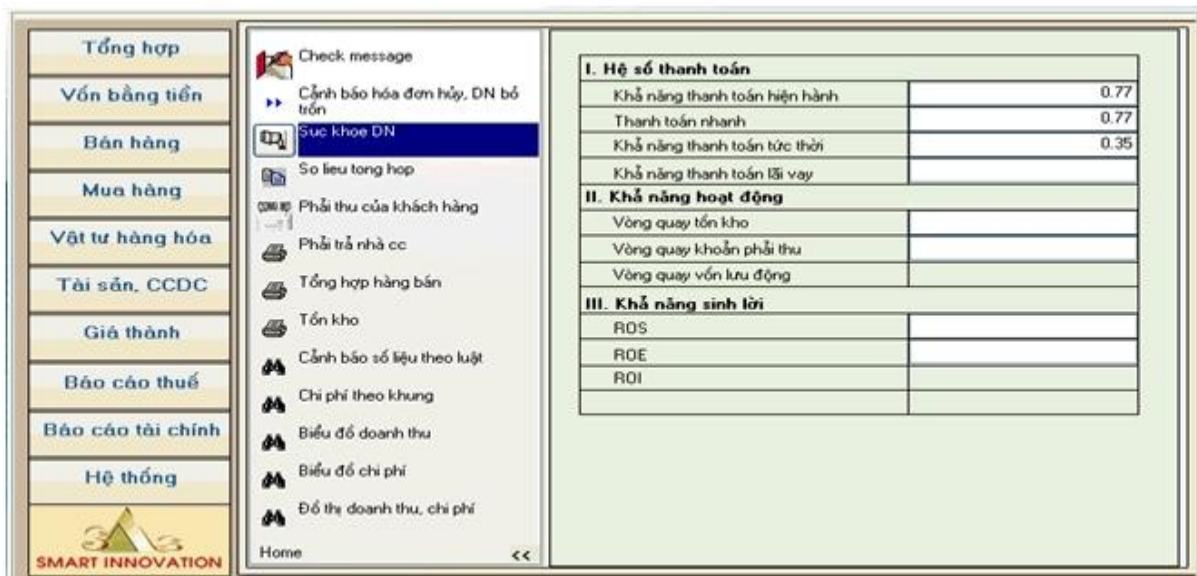 Tổng hợp
Vốn bằng tiền
Bán hàng
Mua hàng
Vật tư hàng hóa
Tài sản, CCDC
Giá thành
Báo cáo thuế
Báo cáo tài chính
Hệ thống
SMART INNOVATION
Check message
Cảnh báo hóa đơn hủy, DN bỏ
trốn
Suc khoe DN
So lieu tong hop
Phải thu của khách hàng
Phải trả nhà cc
Tổng hợp hàng bán
Tồn kho
Cảnh báo số liệu theo luật
Chi phí theo khung
Biểu đồ doanh thu
Biểu đồ chi phí
Đồ thị doanh thu, chi phí
Home <<
I. Hệ số thanh toán
Khả năng thanh toán hiện hành 0.77
Thanh toán nhanh 0.77
Khả năng thanh toán tức thời 0.35
Khả năng thanh toán lãi vay
II. Khả năng hoạt động
Vòng quay tồn kho
Vòng quay khoản phải thu
Vòng quay vốn lưu động
III. Khả năng sinh lời
ROS
ROE
ROI